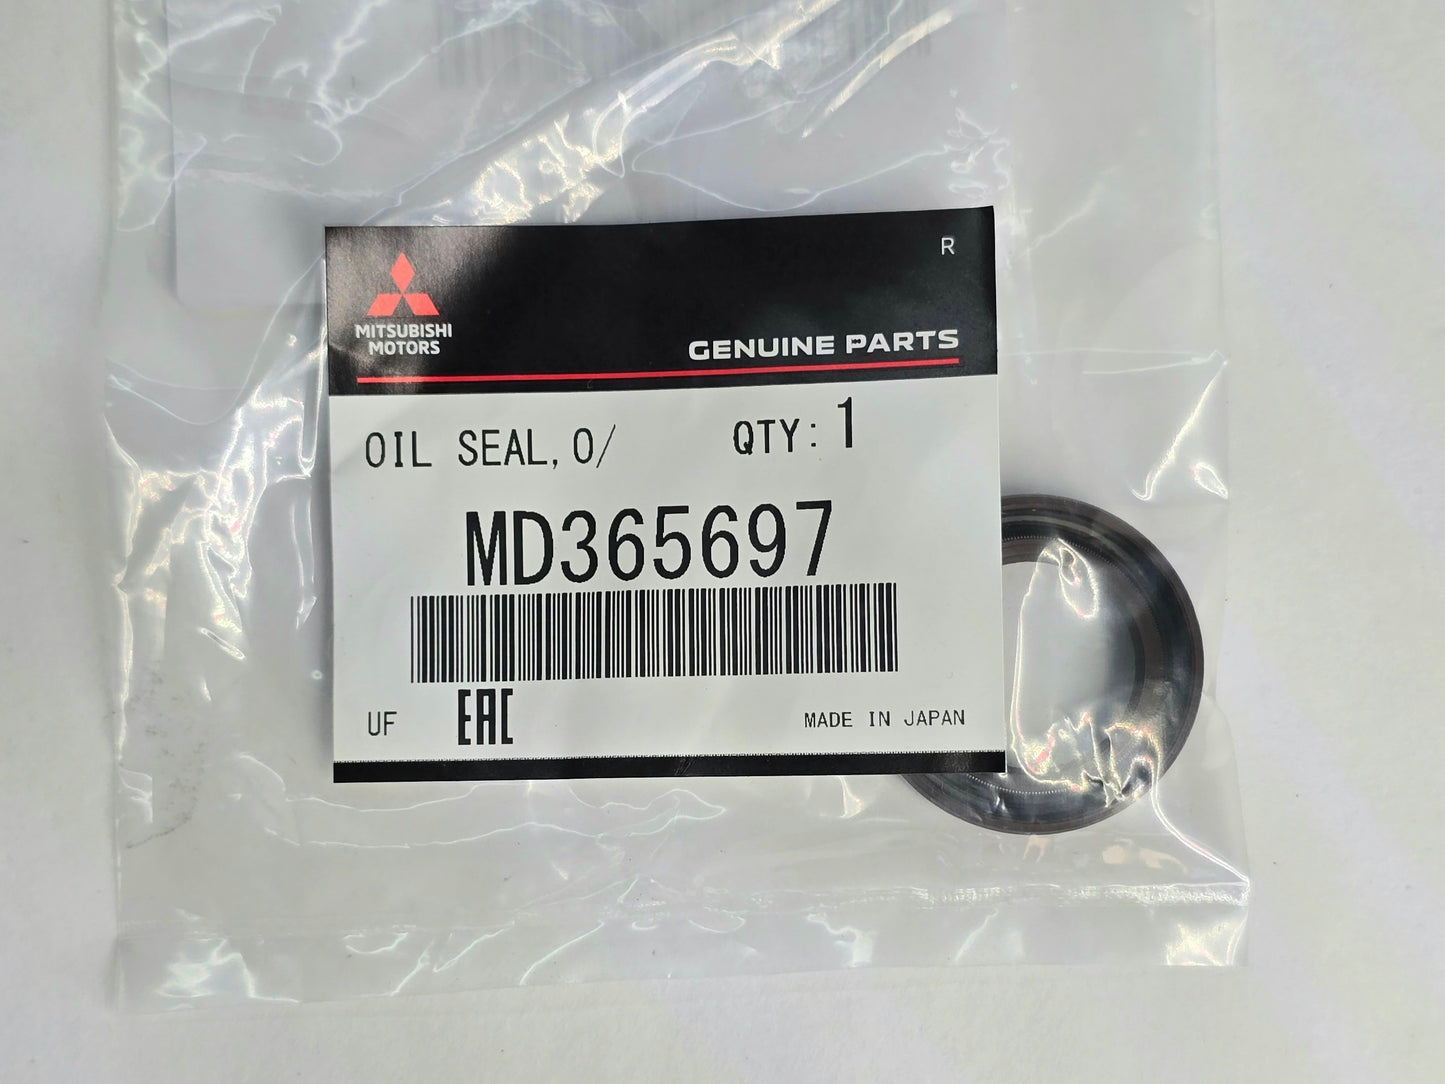 R
MITSUBISHI
MOTORS
GENUINE PARTS
OIL SEAL,O/ QTY: 1
MD365697
UF EAC MADE IN JAPAN